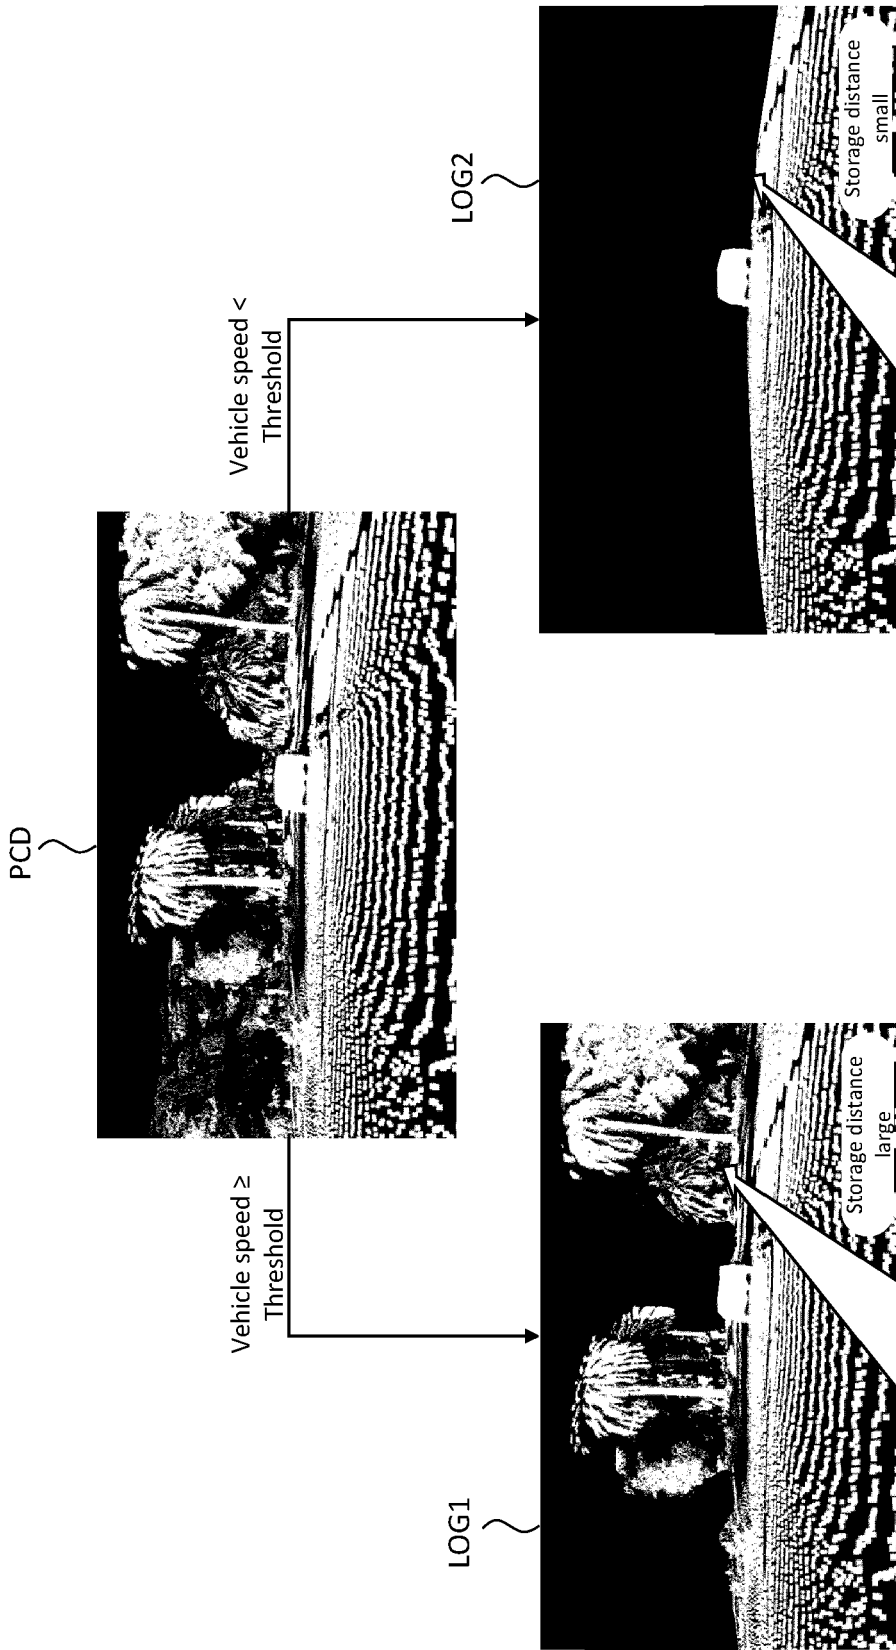 PCD
Vehicle speed ≥
Threshold
Vehicle speed <
Threshold
LOG1
LOG2
Storage distance
large
Storage distance
small